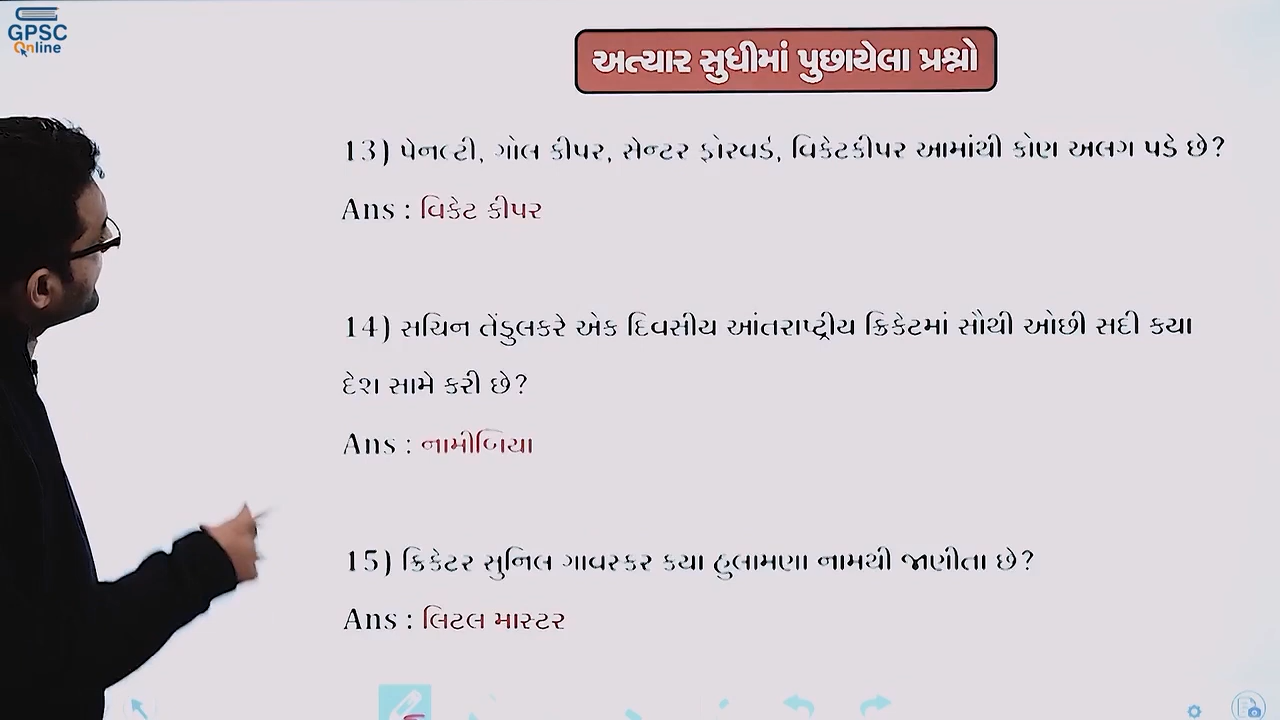 GPSC
Online
અત્યાર સુધીમાં પુછાયેલા પ્રશ્નો
13) પેનલ્ટી, ગોલ કીપર, સેન્ટર ફોરવર્ડ, વિકેટકીપર આમાંથી કોણ અલગ પડે છે?
Ans : વિકેટ કીપર
14) સચિન તેંડુલકરે એક દિવસીય આંતરાષ્ટ્રીય ક્રિકેટમાં સૌથી ઓછી સદી કયા
દેશ સામે કરી છે?
Ans : નામીબિયા
15) ક્રિકેટર સુનિલ ગાવસ્કર કયા હુલામણા નામથી જાણીતા છે?
Ans : લિટલ માસ્ટર